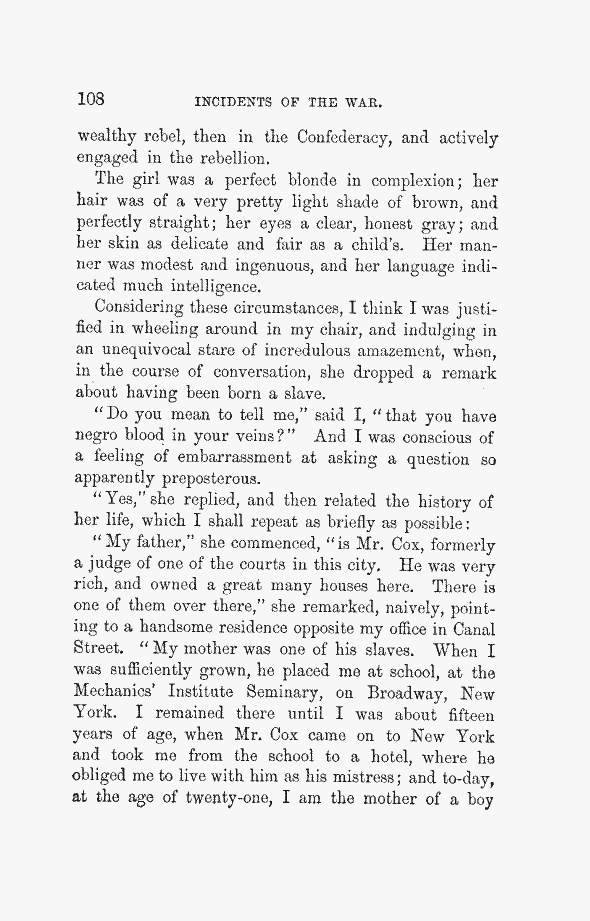 108 INCIDENTS OF THE WAR.
wealthy rebel, then in the Confederacy, and actively
engaged in the rebellion.
The girl was a perfect blonde in complexion; her
hair was of a very pretty light shade of brown, and
perfectly straight; her eyes a clear, honest gray; and
her skin as delicate and fair as a child's. Her man-
ner was modest and ingenuous, and her language indi-
cated much intelligence.
Considering these circumstances, I think I was justi-
fied in wheeling around in my chair, and indulging in
an unequivocal stare of incredulous amazement, when,
in the course of conversation, she dropped a remark
about having been born a slave.
"Do you mean to tell me," said I, "that you have
negro blood in your veins?" And I was conscious of
a feeling of embarrassment at asking a question so
apparently preposterous.
"Yes," she replied, and then related the history of
her life, which I shall repeat as briefly as possible:
"My father," she commenced, "is Mr. Cox, formerly
a judge of one of the courts in this city. He was very
rich, and owned a great many houses here. There is
one of them over there," she remarked, naively, point-
ing to a handsome residence opposite my office in Canal
Street. "My mother was one of his slaves. When I
was sufficiently grown, he placed me at school, at the
Mechanics' Institute Seminary, on Broadway, New
York. I remained there until I was about fifteen
years of age, when Mr. Cox came on to New York
and took me from the school to a hotel, where he
obliged me to live with him as his mistress; and to-day,
at the age of twenty-one, I am the mother of a boy